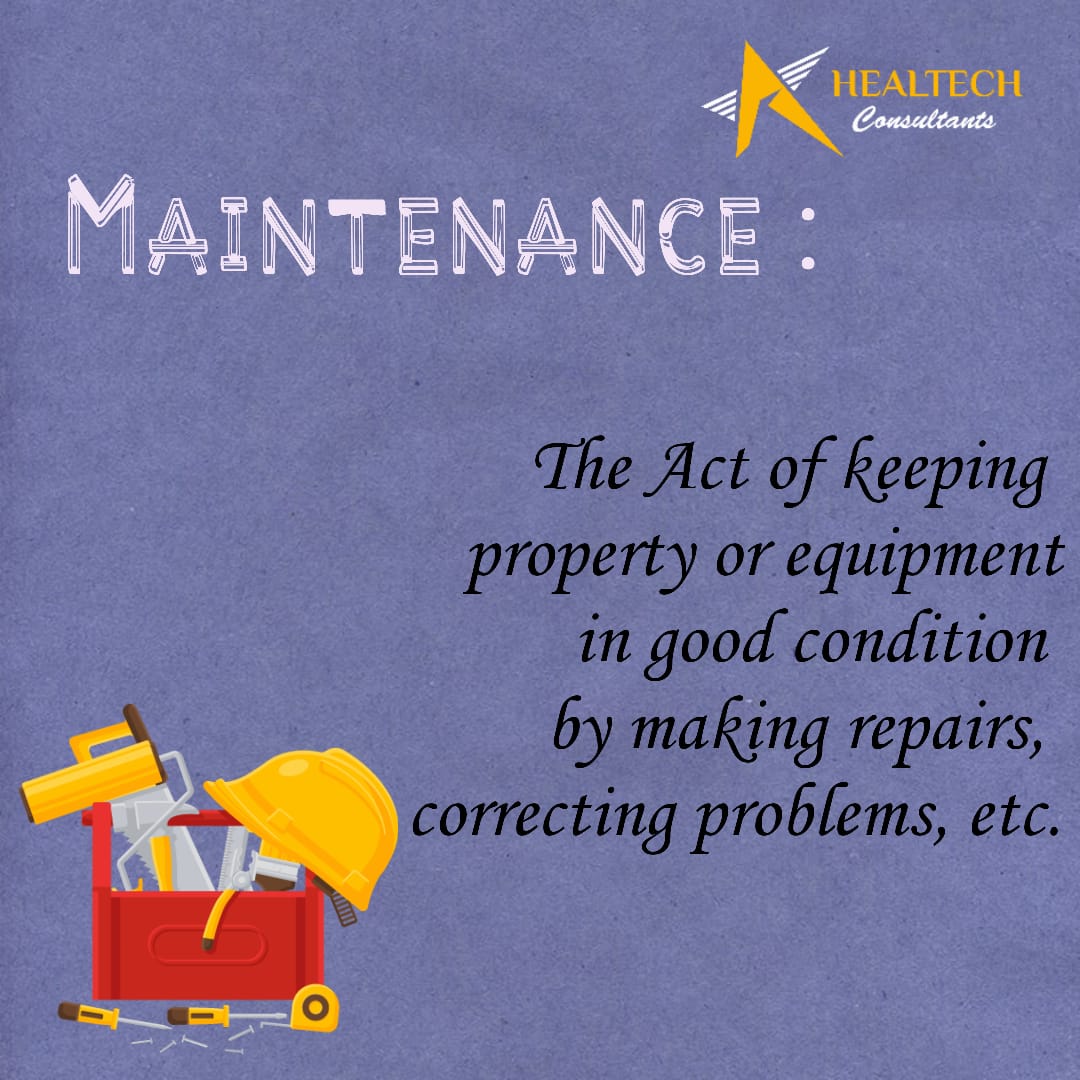 HEALTECH
Consultants
Maintenance :
The Act of keeping
property or equipment
in good condition
by making repairs,
correcting problems, etc.